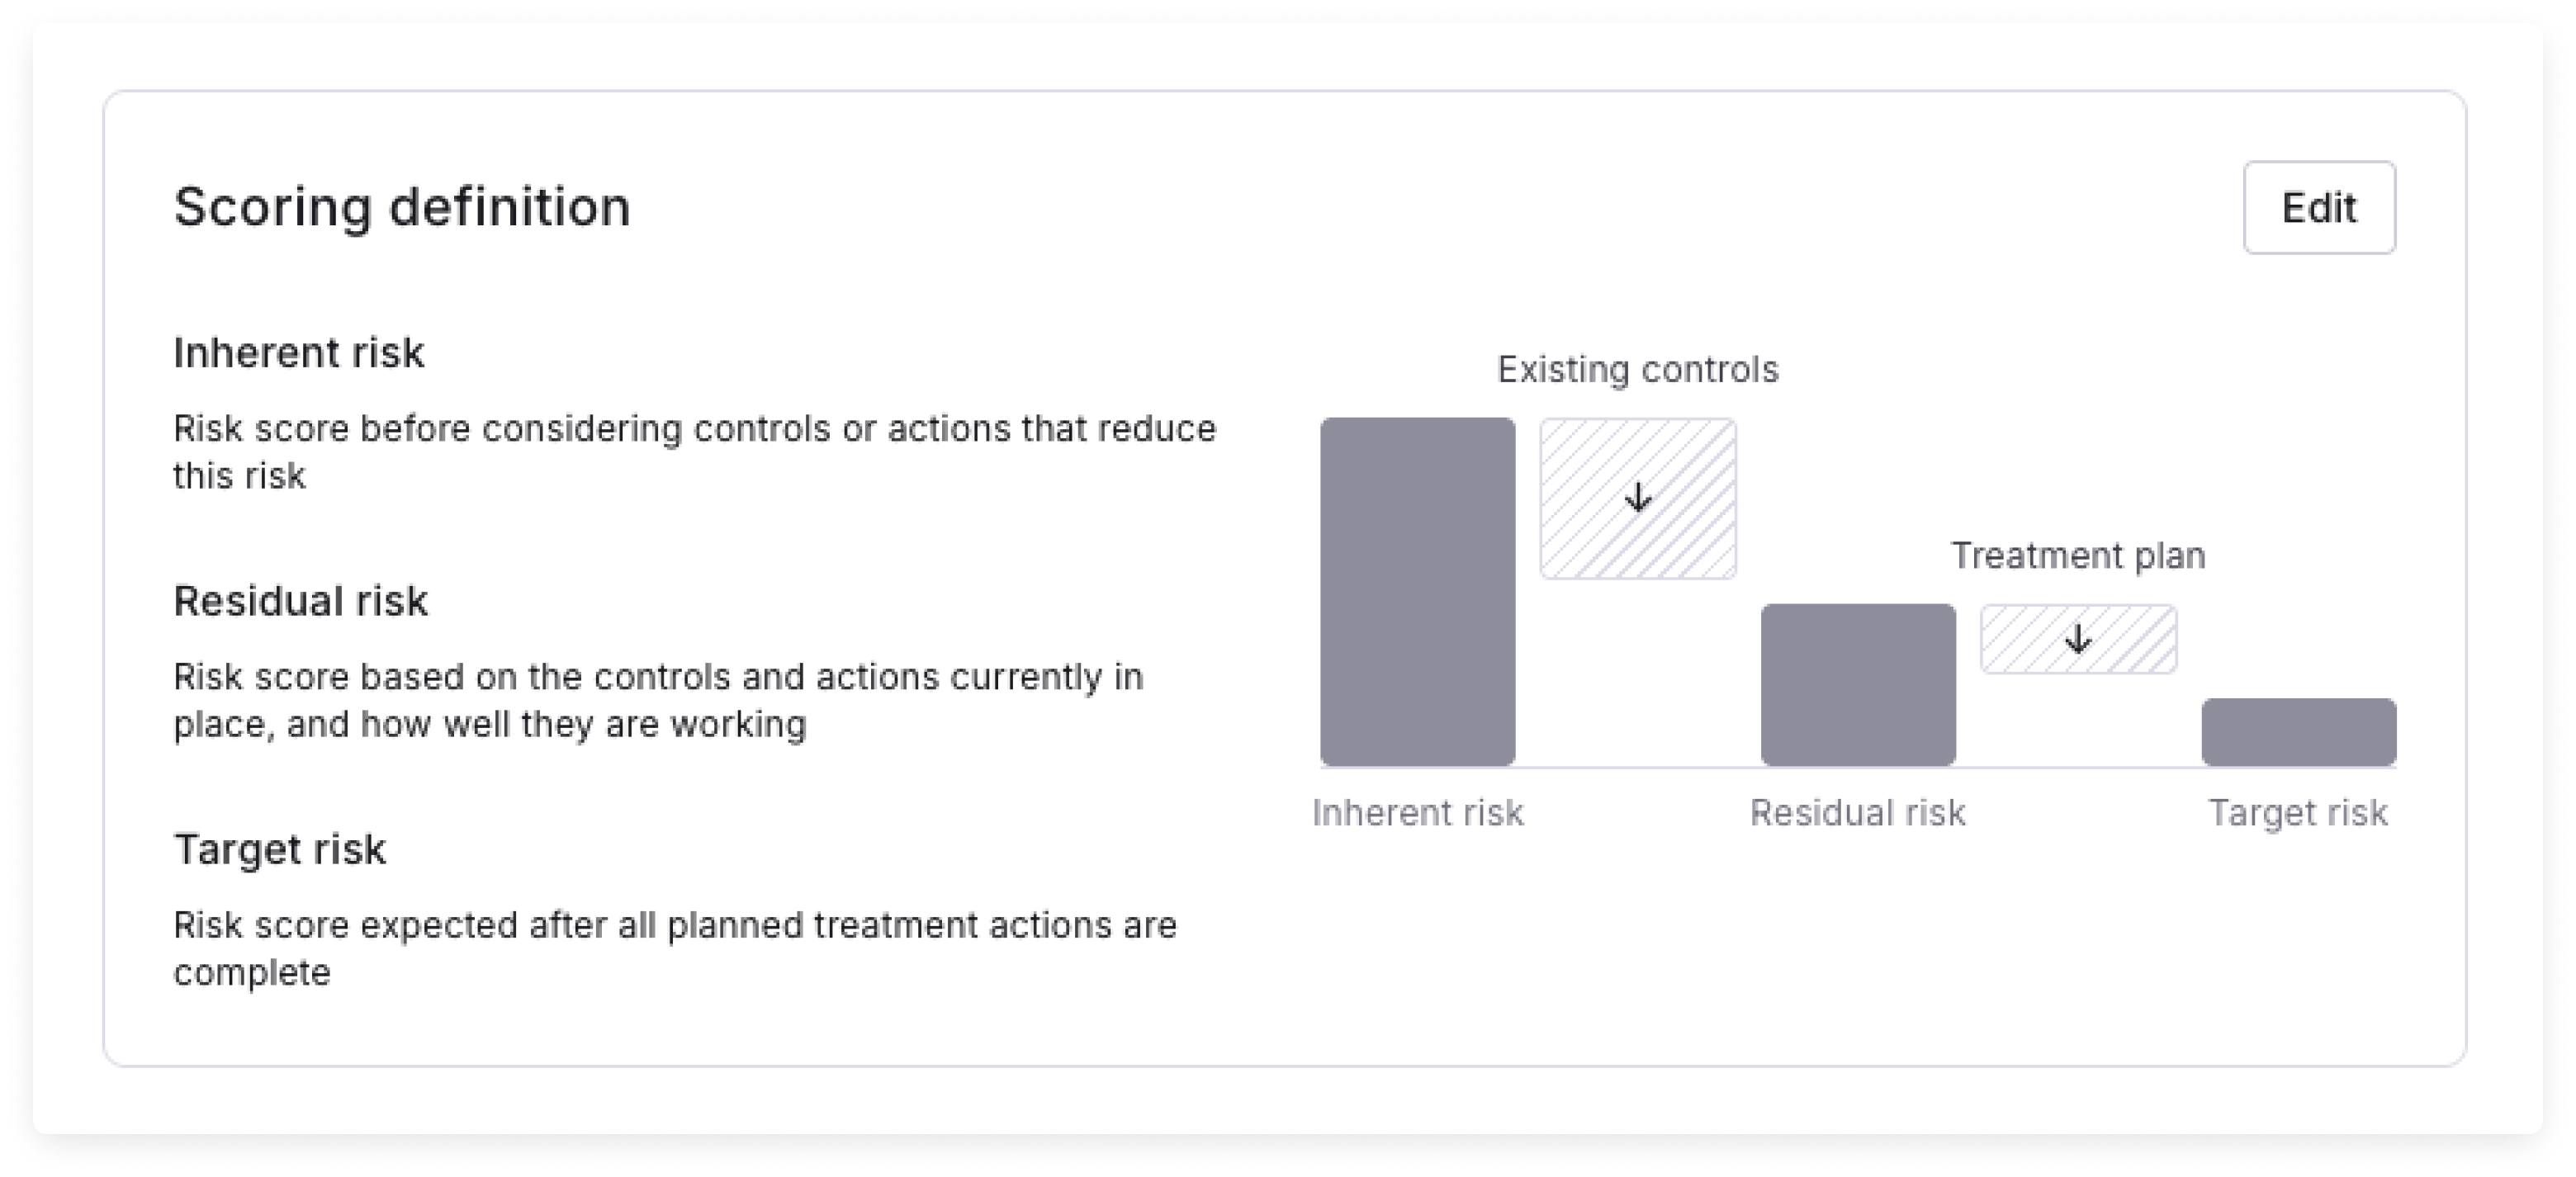 Scoring definition
Edit
Inherent risk
Risk score before considering controls or actions that reduce
this risk
Residual risk
Risk score based on the controls and actions currently in
place, and how well they are working
Target risk
Risk score expected after all planned treatment actions are
complete
Existing controls
Treatment plan
Inherent risk
Residual risk
Target risk